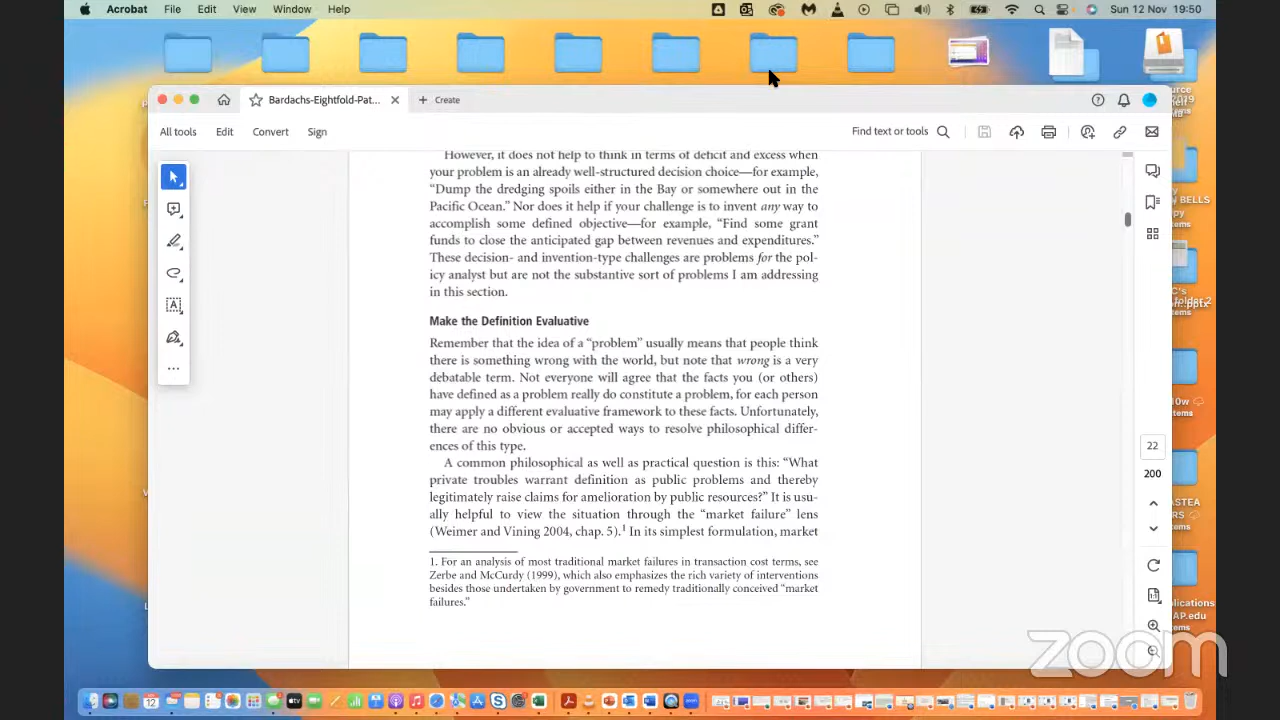 Acrobat File Edit View Window Help
Sun 12 Nov 19:50
Bardachs-Eightfold-Pat...
Create
All tools Edit Convert Sign
Find text or tools
However, it does not help to think in terms of deficit and excess when
your problem is an already well-structured decision choice—for example,
“Dump the dredging spoils either in the Bay or somewhere out in the
Pacific Ocean.” Nor does it help if your challenge is to invent any way to
accomplish some defined objective—for example, “Find some grant
funds to close the anticipated gap between revenues and expenditures.”
These decision- and invention-type challenges are problems for the pol-
icy analyst but are not the substantive sort of problems I am addressing
in this section.
Make the Definition Evaluative
Remember that the idea of a “problem” usually means that people think
there is something wrong with the world, but note that wrong is a very
debatable term. Not everyone will agree that the facts you (or others)
have defined as a problem really do constitute a problem, for each person
may apply a different evaluative framework to these facts. Unfortunately,
there are no obvious or accepted ways to resolve philosophical differ-
ences of this type.
A common philosophical as well as practical question is this: “What
private troubles warrant definition as public problems and thereby
legitimately raise claims for amelioration by public resources?” It is usu-
ally helpful to view the situation through the “market failure” lens
(Weimer and Vining 2004, chap. 5).1 In its simplest formulation, market
1. For an analysis of most traditional market failures in transaction cost terms, see
Zerbe and McCurdy (1999), which also emphasizes the rich variety of interventions
besides those undertaken by government to remedy traditionally conceived “market
failures.”
22
200
2019
BELLS
folder 2
.pptx
AP.edu
zoom